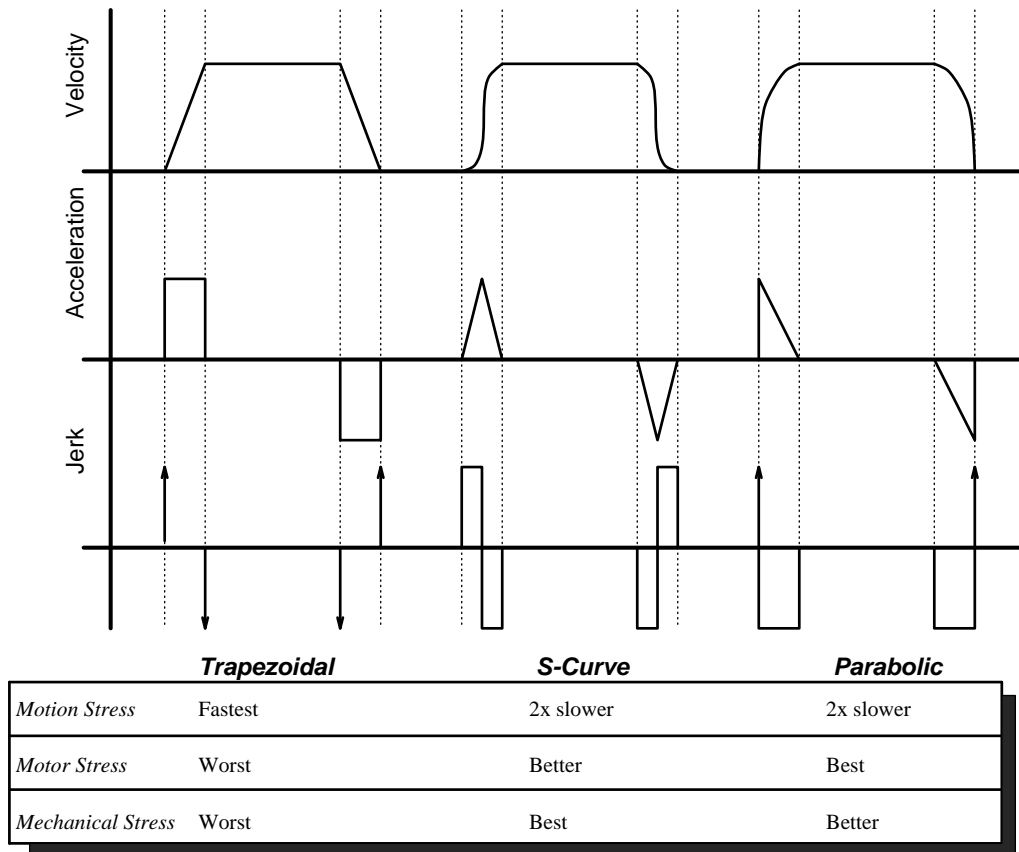 Velocity
Acceleration
Jerk
Trapezoidal S-Curve Parabolic
Motion Stress Fastest 2x slower 2x slower
Motor Stress Worst Better Best
Mechanical Stress Worst Best Better